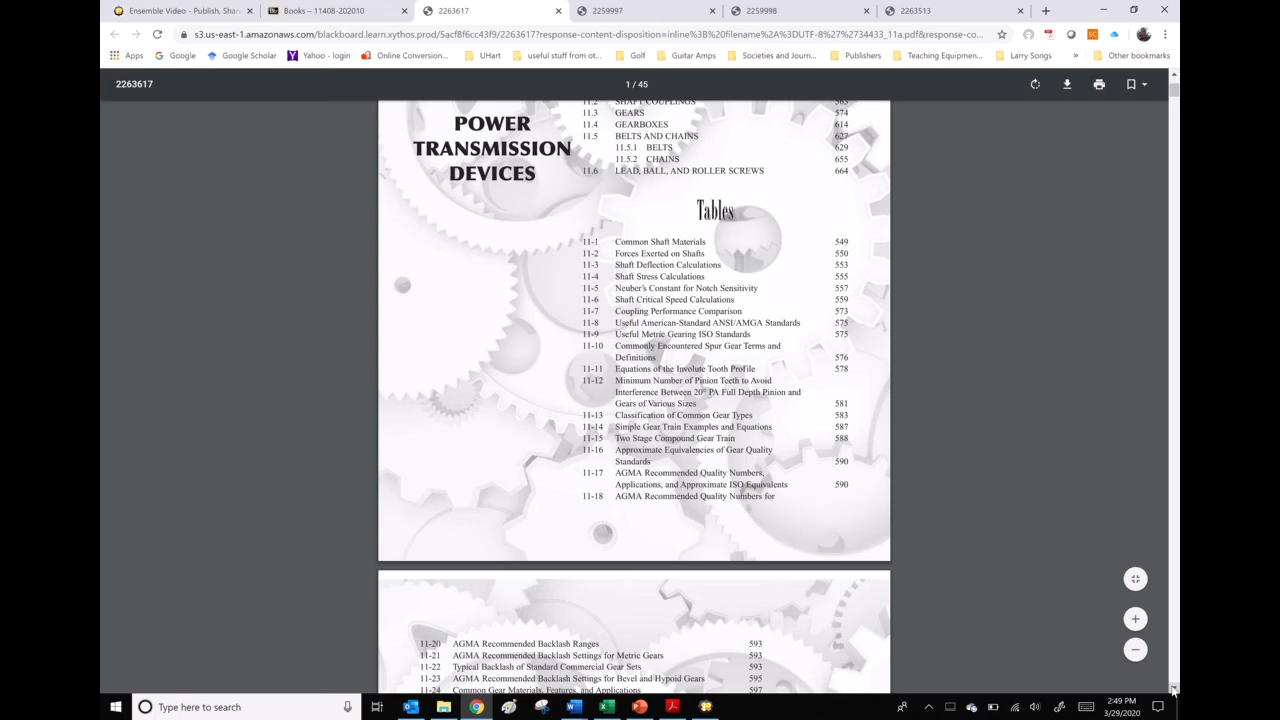 Ensemble Video - Publish, Shar
Books – 11408-202010
2263617
2259997
2259998
2263513
s3.us-east-1.amazonaws.com/blackboard.learn.xythos.prod/5acf8f6cc43f9/2263617?response-content-disposition=inline%3B%20filename%2A%3DUTF-8%27%2734433_11a.pdf&response-co...
Apps
Google
Google Scholar
Yahoo - login
Online Conversion...
UHart
useful stuff from ot...
Golf
Guitar Amps
Societies and Journ...
Publishers
Teaching Equipmen...
Larry Songs
»
Other bookmarks
2263617
1 / 45
POWER
TRANSMISSION
DEVICES
11.2 SHAFT COUPLINGS 563
11.3 GEARS 574
11.4 GEARBOXES 614
11.5 BELTS AND CHAINS 627
11.5.1 BELTS 629
11.5.2 CHAINS 655
11.6 LEAD, BALL, AND ROLLER SCREWS 664
Tables
11-1 Common Shaft Materials 549
11-2 Forces Exerted on Shafts 550
11-3 Shaft Deflection Calculations 553
11-4 Shaft Stress Calculations 555
11-5 Neuber's Constant for Notch Sensitivity 557
11-6 Shaft Critical Speed Calculations 559
11-7 Coupling Performance Comparison 573
11-8 Useful American-Standard ANSI/AMGA Standards 575
11-9 Useful Metric Gearing ISO Standards 575
11-10 Commonly Encountered Spur Gear Terms and
Definitions 576
11-11 Equations of the Involute Tooth Profile 578
11-12 Minimum Number of Pinion Teeth to Avoid
Interference Between 20° PA Full Depth Pinion and
Gears of Various Sizes 581
11-13 Classification of Common Gear Types 583
11-14 Simple Gear Train Examples and Equations 587
11-15 Two Stage Compound Gear Train 588
11-16 Approximate Equivalencies of Gear Quality
Standards 590
11-17 AGMA Recommended Quality Numbers,
Applications, and Approximate ISO Equivalents 590
11-18 AGMA Recommended Quality Numbers for
11-20 AGMA Recommended Backlash Ranges 593
11-21 AGMA Recommended Backlash Settings for Metric Gears 593
11-22 Typical Backlash of Standard Commercial Gear Sets 593
11-23 AGMA Recommended Backlash Settings for Bevel and Hypoid Gears 595
11-24 Common Gear Materials, Features, and Applications 597
Type here to search
2:49 PM
3/29/2020